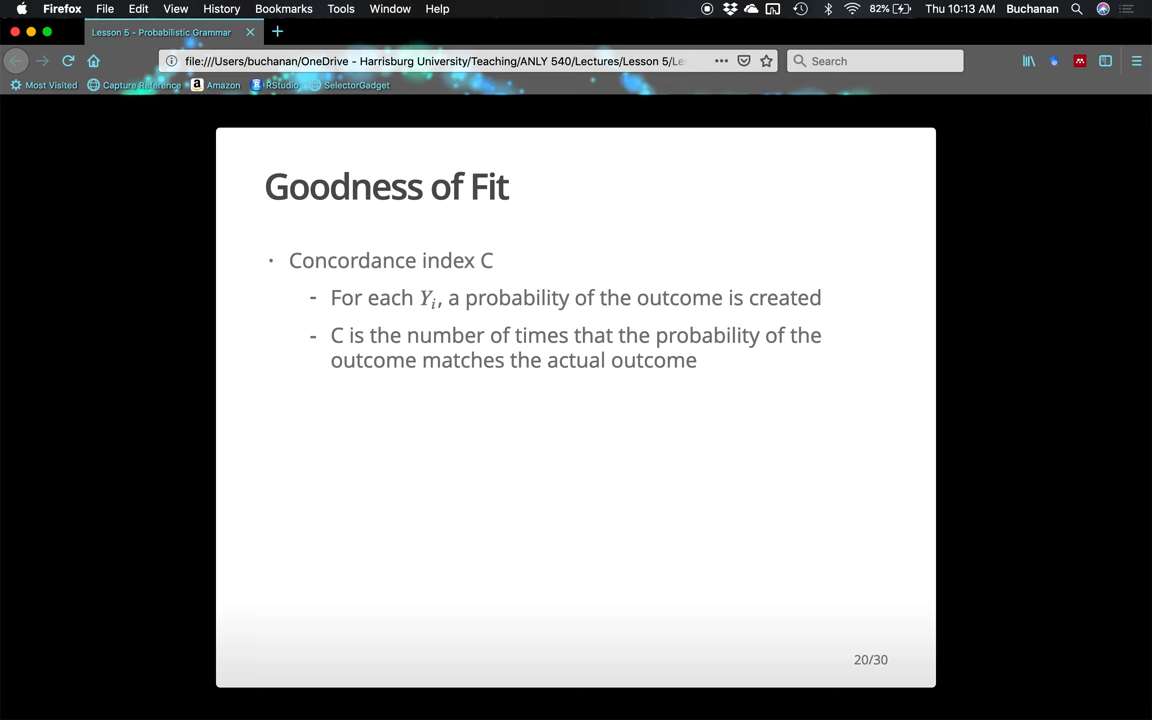 Firefox File Edit View History Bookmarks Tools Window Help 82% Thu 10:13 AM Buchanan
Lesson 5 - Probabilistic Grammar
file:///Users/buchanan/OneDrive - Harrisburg University/Teaching/ANLY 540/Lectures/Lesson 5/Le Search
Most Visited Capture Reference Amazon RStudio SelectorGadget
Goodness of Fit
· Concordance index C
- For each Yi, a probability of the outcome is created
- C is the number of times that the probability of the
outcome matches the actual outcome
20/30